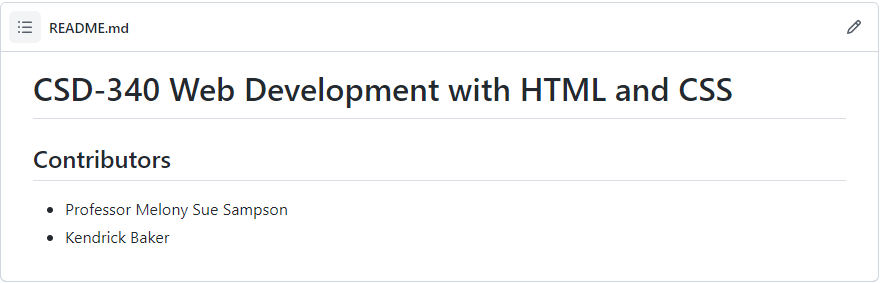 README.md
CSD-340 Web Development with HTML and CSS
Contributors
Professor Melony Sue Sampson
Kendrick Baker